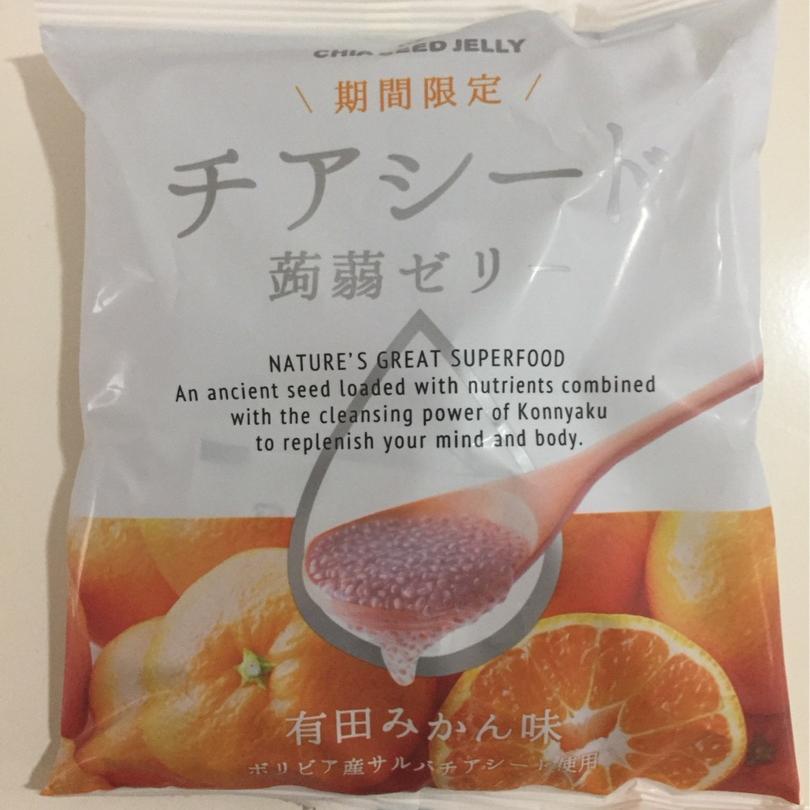 CHIA SEED JELLY
\ 期間限定 /
チアシード
蒟蒻ゼリー
NATURE'S GREAT SUPERFOOD
An ancient seed loaded with nutrients combined
with the cleansing power of Konnyaku
to replenish your mind and body.
有田みかん味
ボリビア産サルバチアシード使用